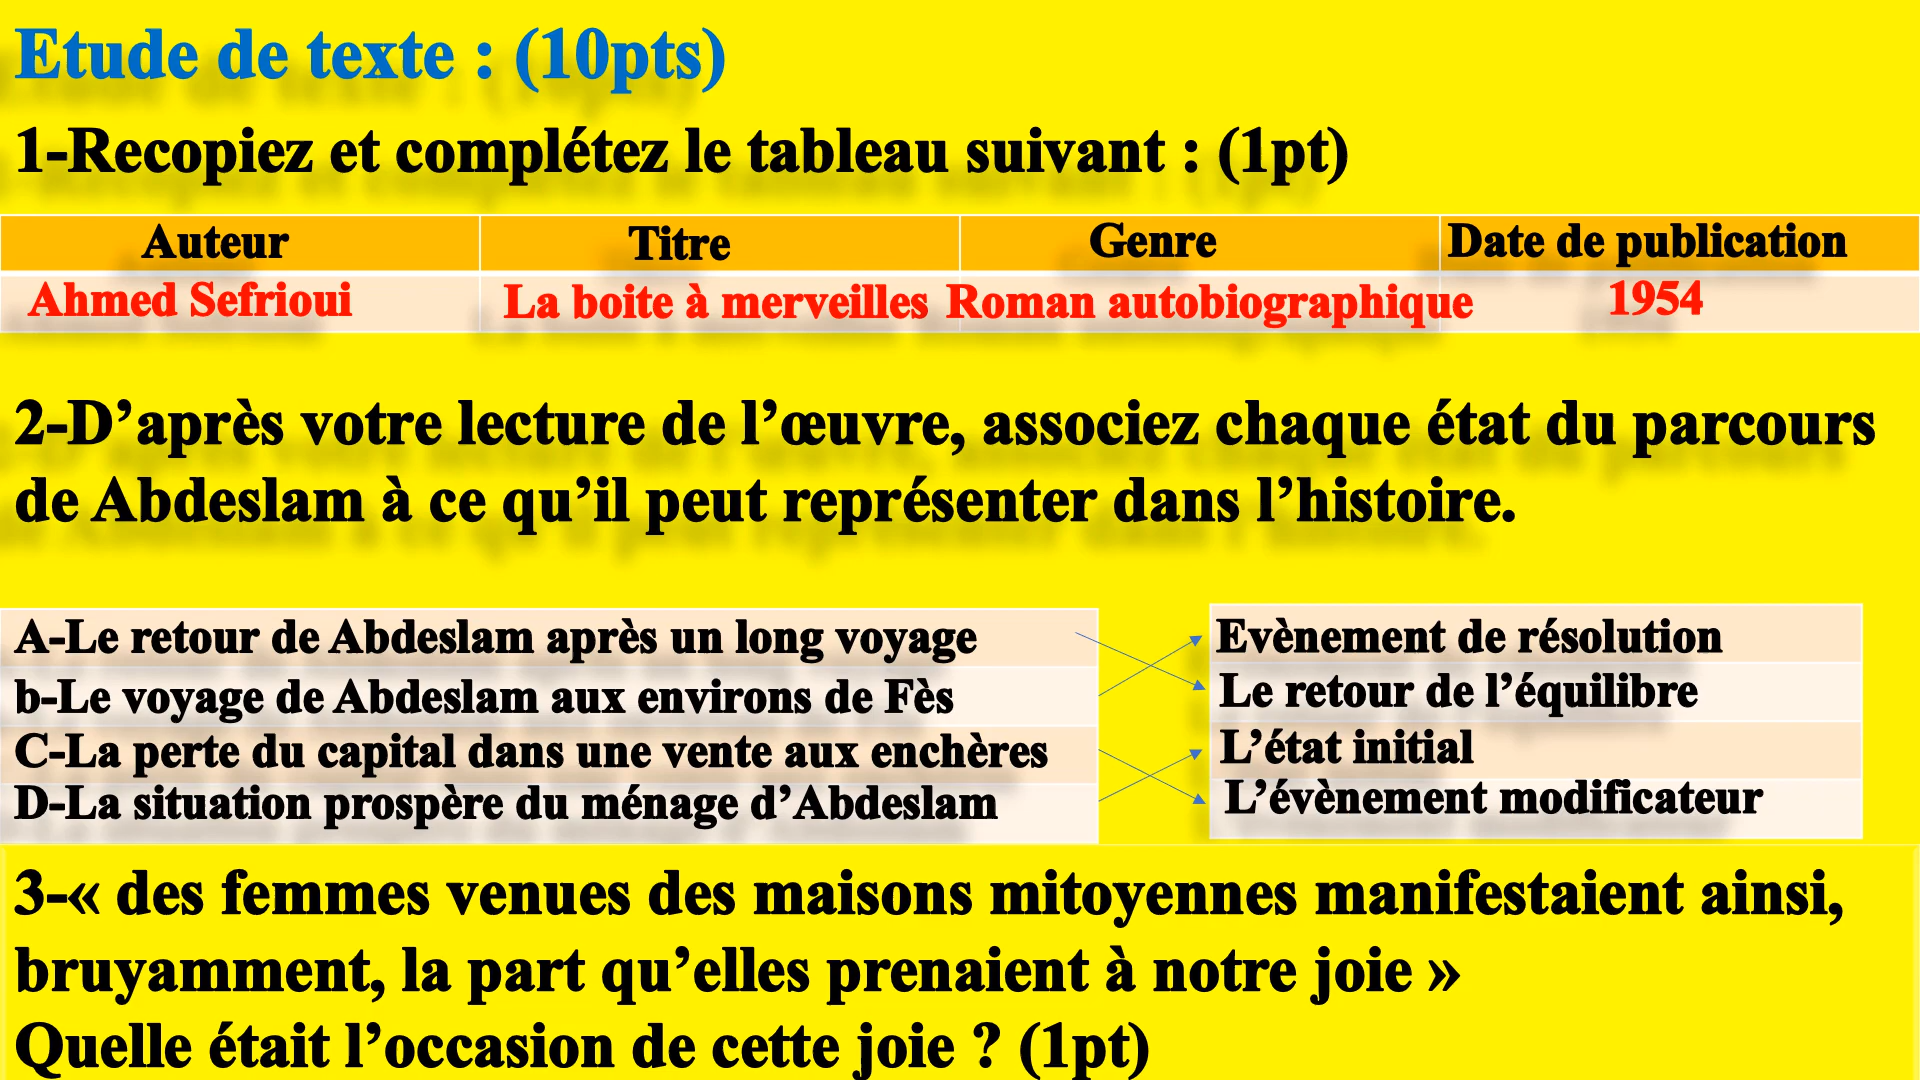 Etude de texte : (10pts)
1-Recopiez et complétez le tableau suivant : (1pt)
Auteur Titre Genre Date de publication
Ahmed Sefrioui La boite à merveilles Roman autobiographique 1954
2-D’après votre lecture de l’œuvre, associez chaque état du parcours
de Abdeslam à ce qu’il peut représenter dans l’histoire.
A-Le retour de Abdeslam après un long voyage Evènement de résolution
b-Le voyage de Abdeslam aux environs de Fès Le retour de l’équilibre
C-La perte du capital dans une vente aux enchères L’état initial
D-La situation prospère du ménage d’Abdeslam L’évènement modificateur
3-« des femmes venues des maisons mitoyennes manifestaient ainsi,
bruyamment, la part qu’elles prenaient à notre joie »
Quelle était l’occasion de cette joie ? (1pt)